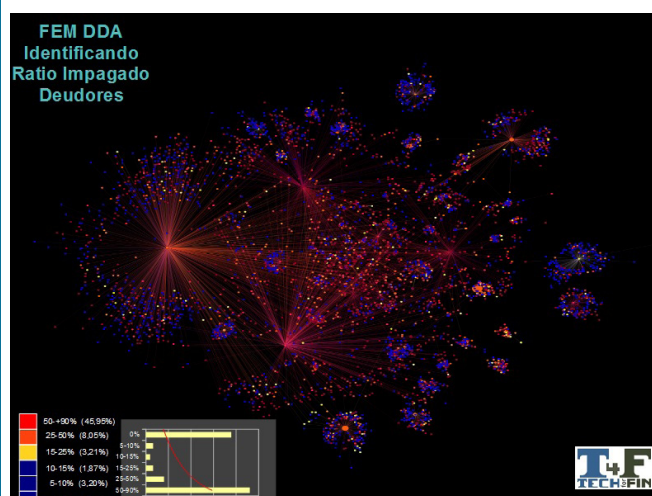 FEM DDA
Identificando
Ratio Impagado
Deudores
50-+90% (45,95%)
25-50% (8,05%)
15-25% (3,21%)
10-15% (1,87%)
5-10% (3,20%)
0%
5-10%
10-15%
15-25%
25-50%
50-90%
T4F
TECH FOR FIN